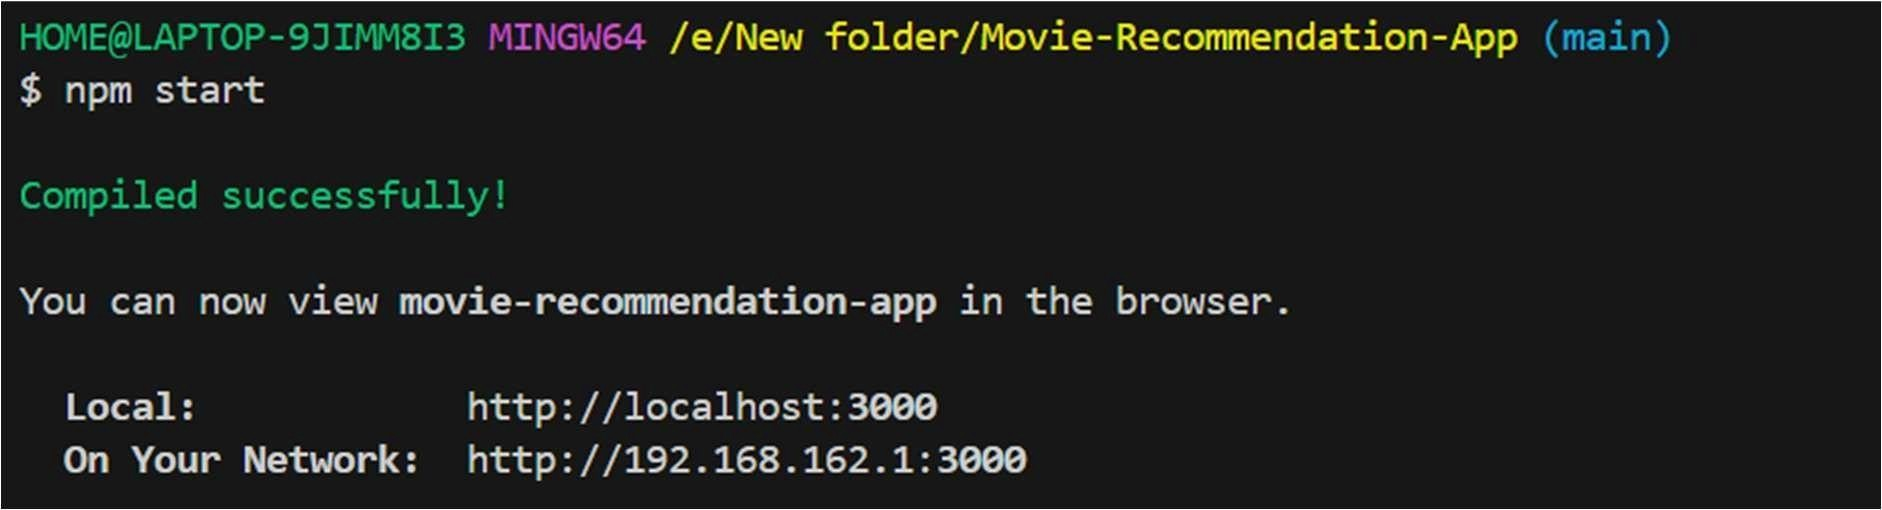 HOME@LAPTOP-9JIMM8I3 MINGW64 /e/New folder/Movie-Recommendation-App (main)
$ npm start
Compiled successfully!
You can now view movie-recommendation-app in the browser.
Local: http://localhost:3000
On Your Network: http://192.168.162.1:3000